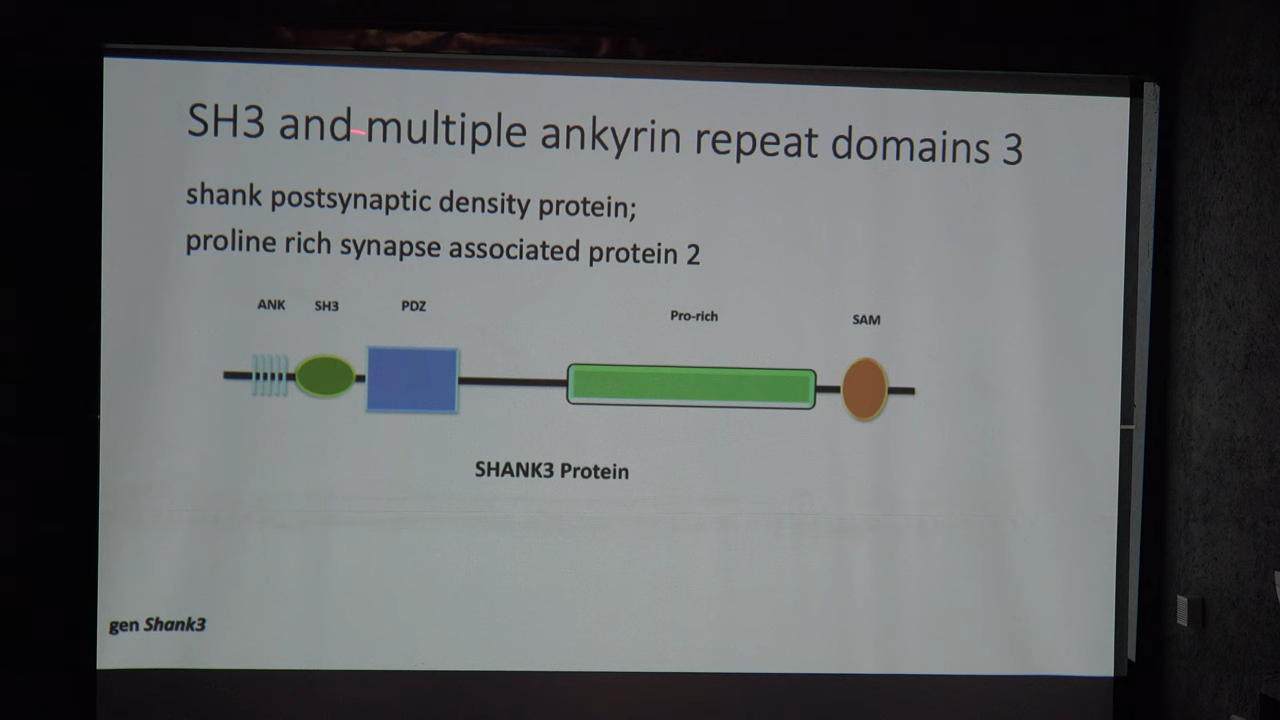 SH3 and multiple ankyrin repeat domains 3
shank postsynaptic density protein;
proline rich synapse associated protein 2
ANK SH3 PDZ Pro-rich SAM
SHANK3 Protein
gen Shank3